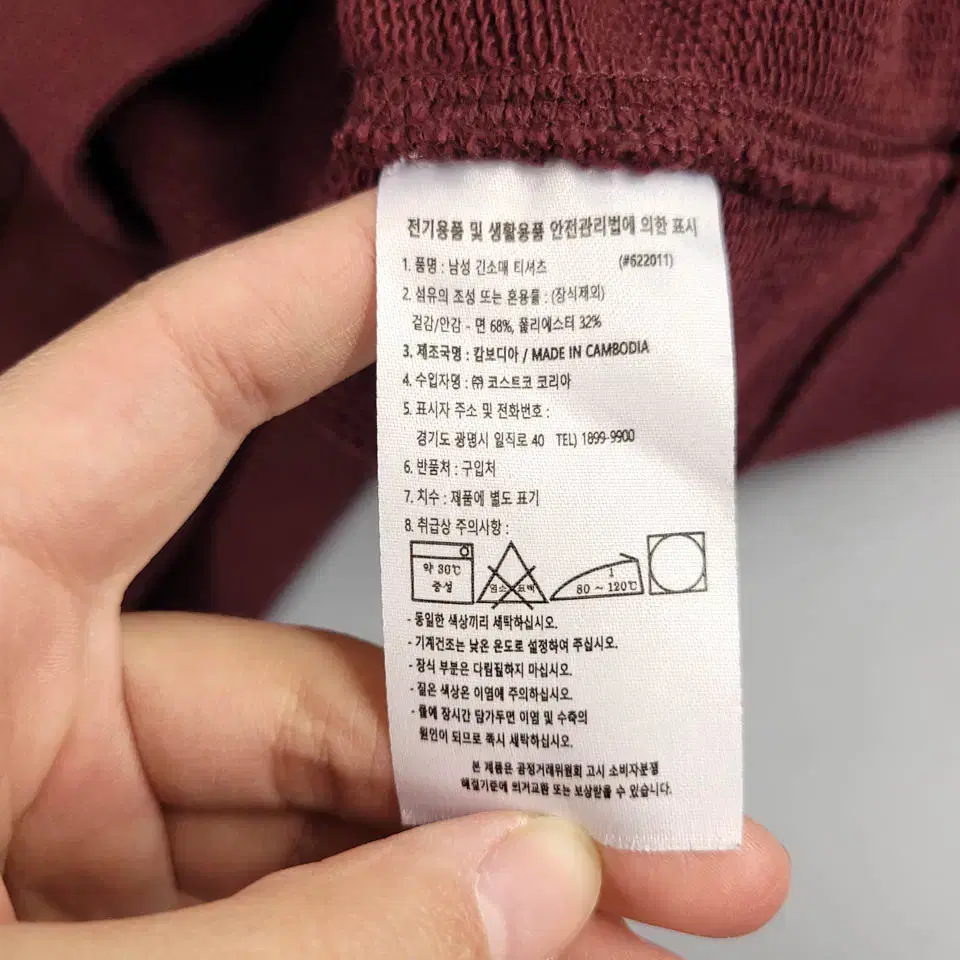 전기용품 및 생활용품 안전관리법에 의한 표시
1. 품명 : 남성 긴소매 티셔츠 (#622011)
2. 섬유의 조성 또는 혼용률 : (장식제외)
겉감/안감 - 면 68%, 폴리에스터 32%
3. 제조국명 : 캄보디아 / MADE IN CAMBODIA
4. 수입자명 : ㈜ 코스트코 코리아
5. 표시자 주소 및 전화번호 :
경기도 광명시 일직로 40 TEL) 1899-9900
6. 반품처 : 구입처
7. 치수 : 제품에 별도 표기
8. 취급상 주의사항 :
약 30℃
중성
염소 표백
1
80 ~ 120℃
- 동일한 색상끼리 세탁하십시오.
- 기계건조는 낮은 온도로 설정하여 주십시오.
- 장식 부분은 다림질하지 마십시오.
- 짙은 색상은 이염에 주의하십시오.
- 물에 장시간 담가두면 이염 및 수축의
원인이 되므로 즉시 세탁하십시오.
본 제품은 공정거래위원회 고시 소비자분쟁
해결기준에 의거교환 또는 보상받을 수 있습니다.